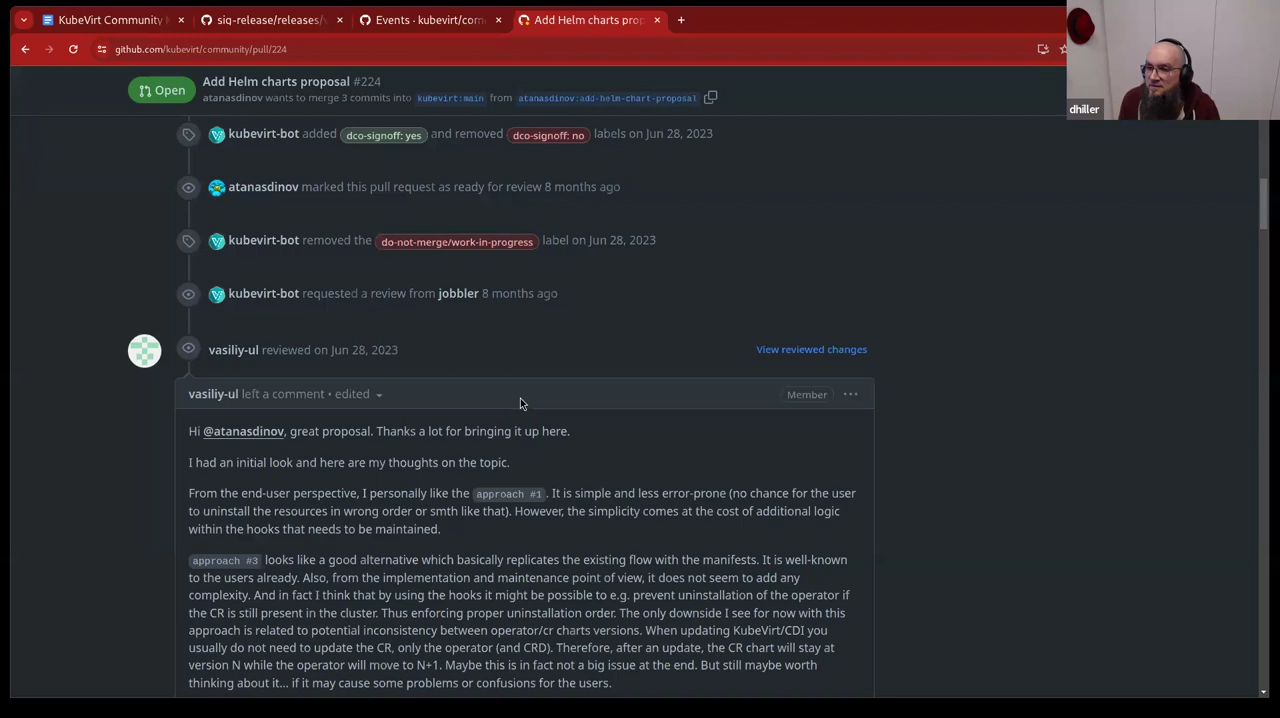 KubeVirt Community
sig-release/releases/v
Events · kubevirt/com
Add Helm charts prop
github.com/kubevirt/community/pull/224
dhiller
Open
Add Helm charts proposal #224
atanasdinov wants to merge 3 commits into kubevirt:main from atanasdinov:add-helm-chart-proposal
kubevirt-bot added dco-signoff: yes and removed dco-signoff: no labels on Jun 28, 2023
atanasdinov marked this pull request as ready for review 8 months ago
kubevirt-bot removed the do-not-merge/work-in-progress label on Jun 28, 2023
kubevirt-bot requested a review from jobbler 8 months ago
vasiliy-ul reviewed on Jun 28, 2023
View reviewed changes
vasiliy-ul left a comment • edited
Member
Hi @atanasdinov, great proposal. Thanks a lot for bringing it up here.
I had an initial look and here are my thoughts on the topic.
From the end-user perspective, I personally like the approach #1. It is simple and less error-prone (no chance for the user
to uninstall the resources in wrong order or smth like that). However, the simplicity comes at the cost of additional logic
within the hooks that needs to be maintained.
approach #3 looks like a good alternative which basically replicates the existing flow with the manifests. It is well-known
to the users already. Also, from the implementation and maintenance point of view, it does not seem to add any
complexity. And in fact I think that by using the hooks it might be possible to e.g. prevent uninstallation of the operator if
the CR is still present in the cluster. Thus enforcing proper uninstallation order. The only downside I see for now with this
approach is related to potential inconsistency between operator/cr charts versions. When updating KubeVirt/CDI you
usually do not need to update the CR, only the operator (and CRD). Therefore, after an update, the CR chart will stay at
version N while the operator will move to N+1. Maybe this is in fact not a big issue at the end. But still maybe worth
thinking about it... if it may cause some problems or confusions for the users.